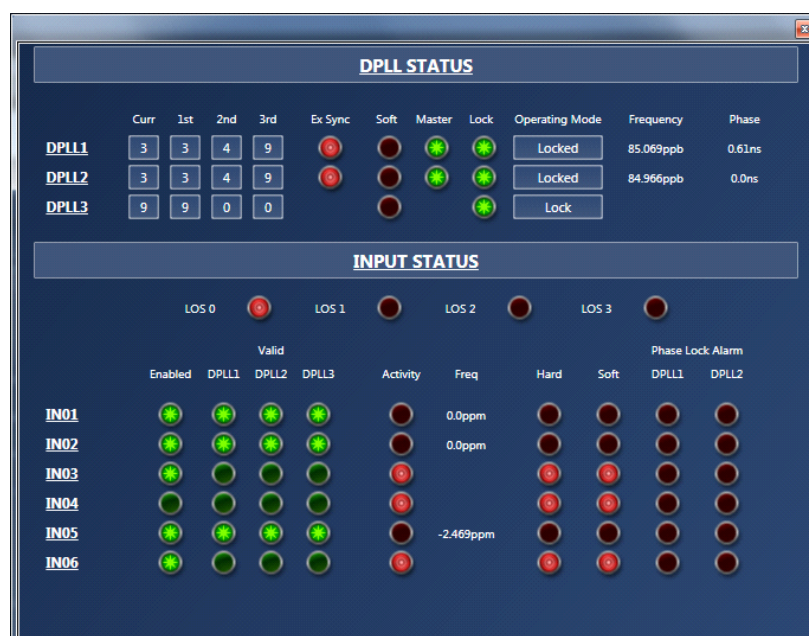 DPLL STATUS
Curr 1st 2nd 3rd Ex Sync Soft Master Lock Operating Mode Frequency Phase
DPLL1 3 3 4 9 Locked 85.069ppb 0.61ns
DPLL2 3 3 4 9 Locked 84.966ppb 0.0ns
DPLL3 9 9 0 0 Lock
INPUT STATUS
LOS 0 LOS 1 LOS 2 LOS 3
Valid Phase Lock Alarm
Enabled DPLL1 DPLL2 DPLL3 Activity Freq Hard Soft DPLL1 DPLL2
IN01 0.0ppm
IN02 0.0ppm
IN03
IN04
IN05 -2.469ppm
IN06